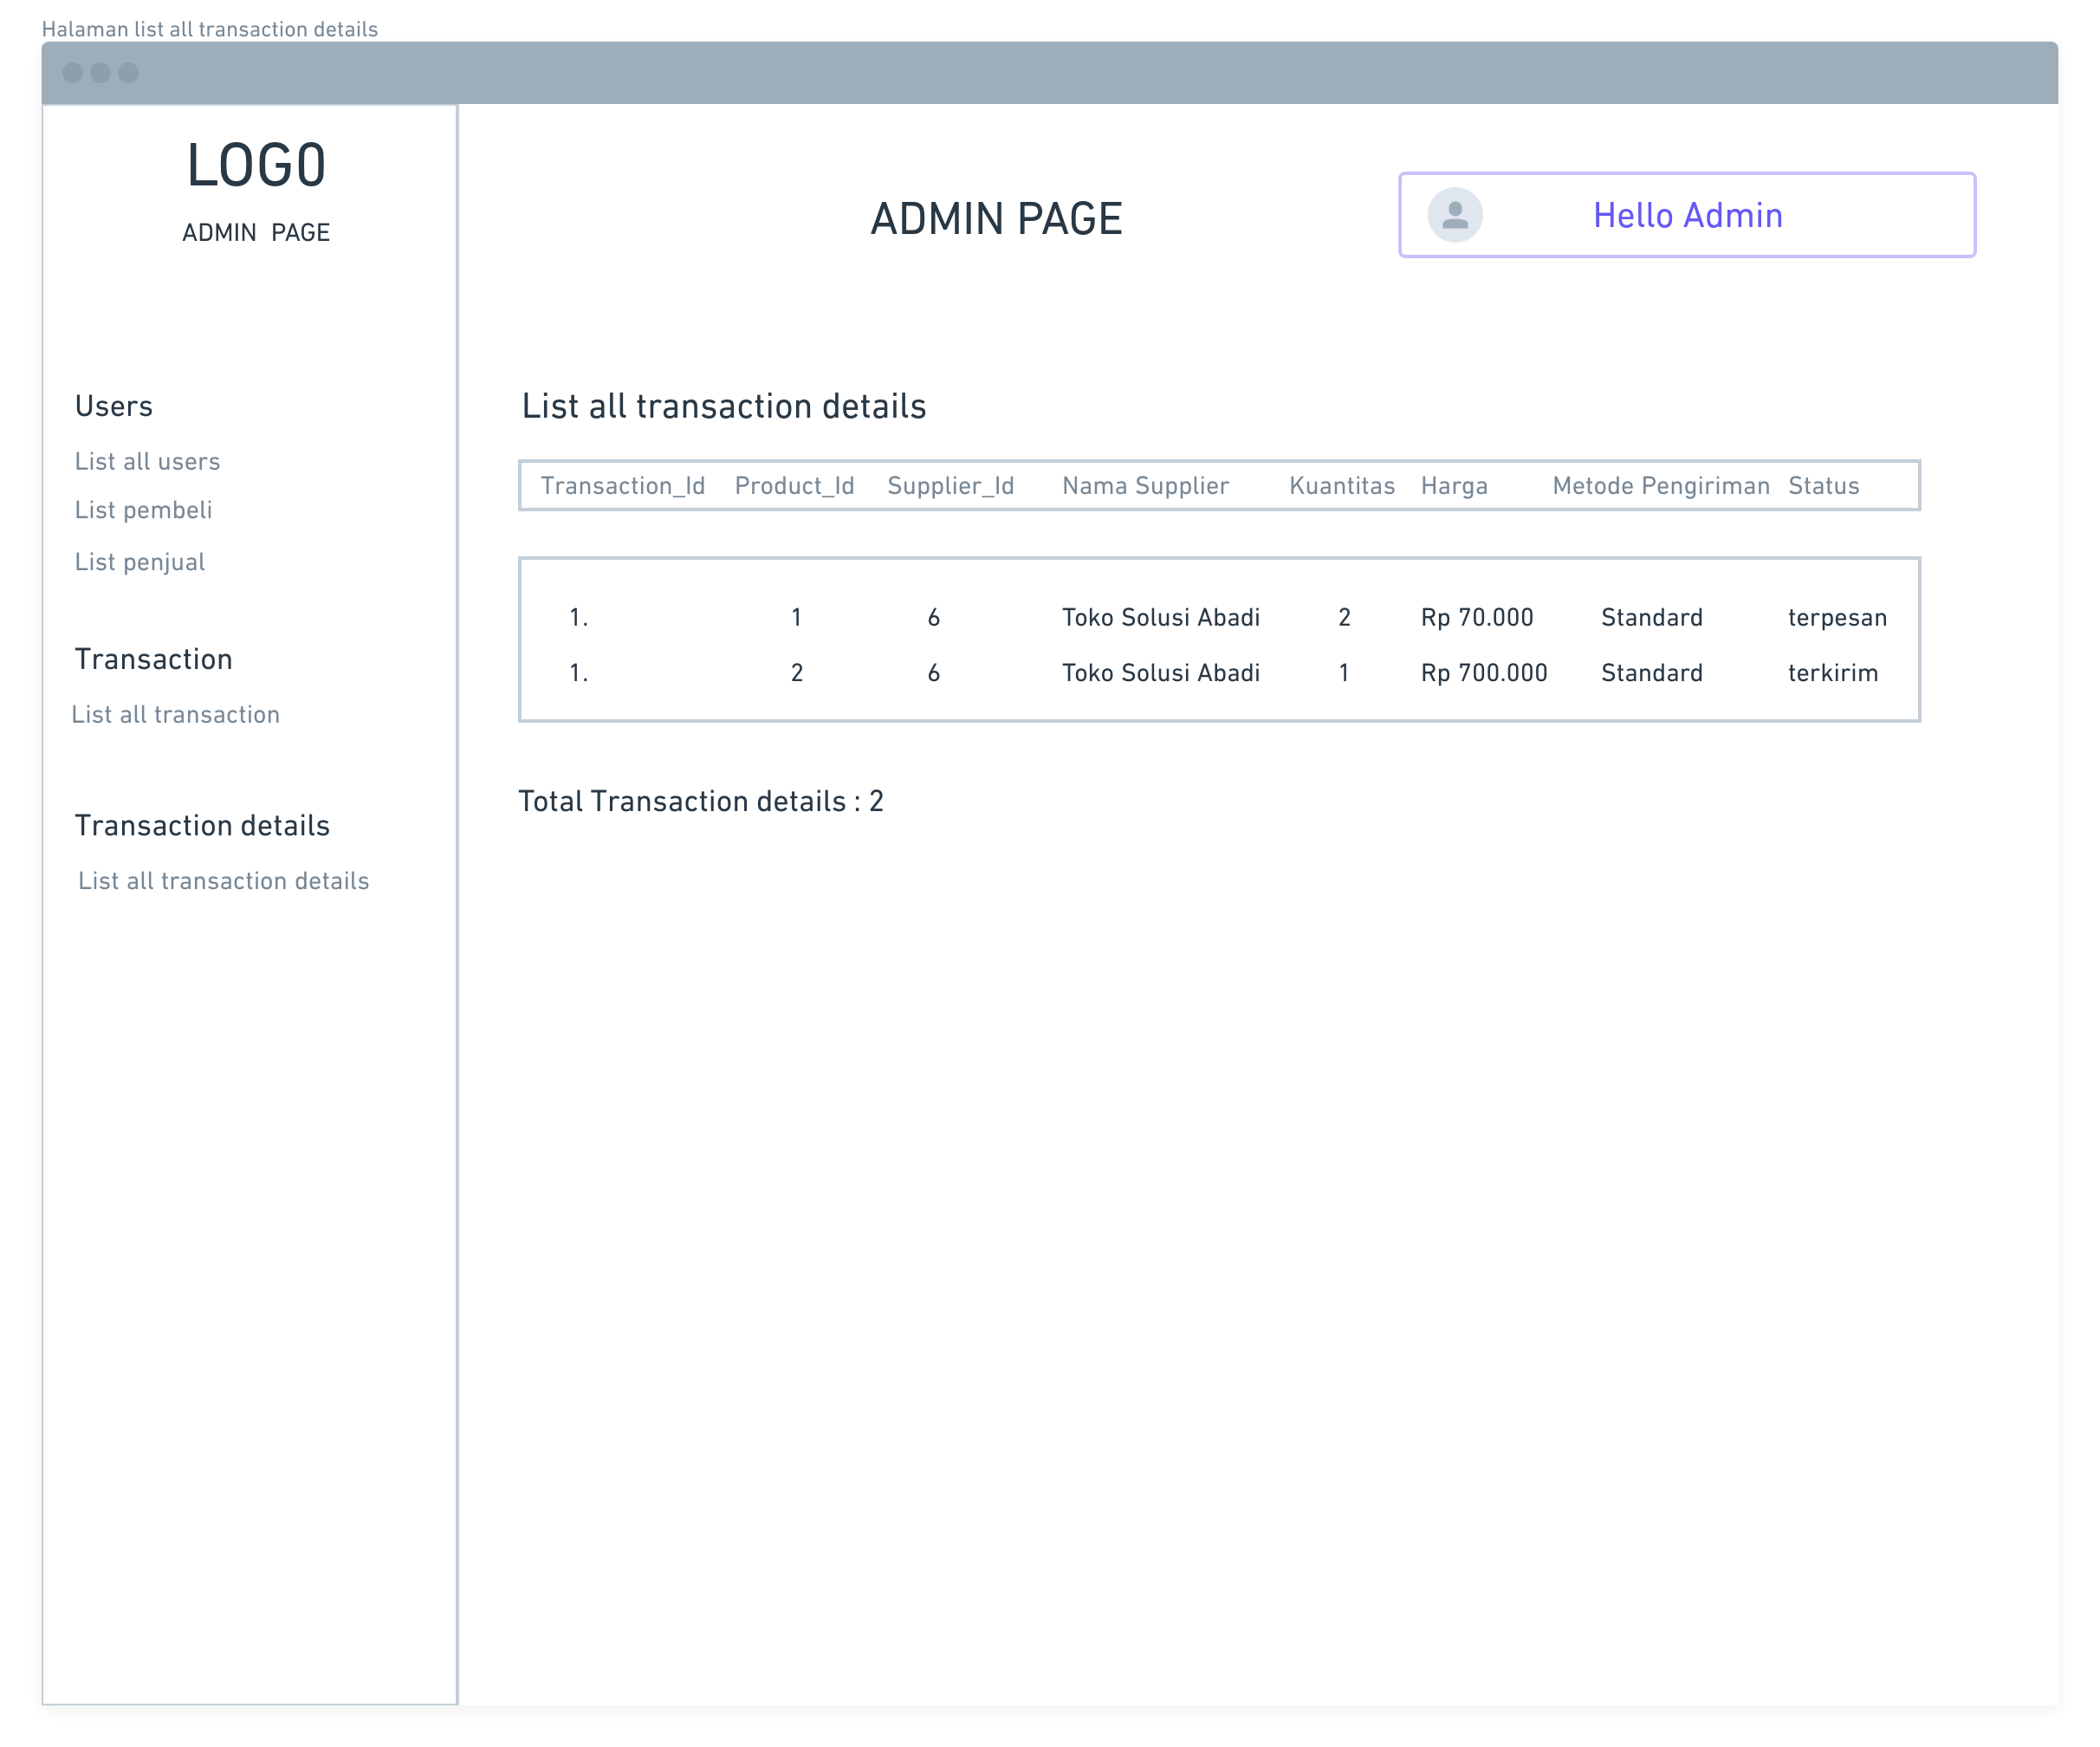 Halaman list all transaction details
LOGO
ADMIN  PAGE
Users
List all users
List pembeli
List penjual
Transaction
List all transaction
Transaction details
List all transaction details
ADMIN PAGE
Hello Admin
List all transaction details
Transaction_Id Product_Id Supplier_Id Nama Supplier Kuantitas Harga Metode Pengiriman Status
1. 1 6 Toko Solusi Abadi 2 Rp 70.000 Standard terpesan
1. 2 6 Toko Solusi Abadi 1 Rp 700.000 Standard terkirim
Total Transaction details : 2